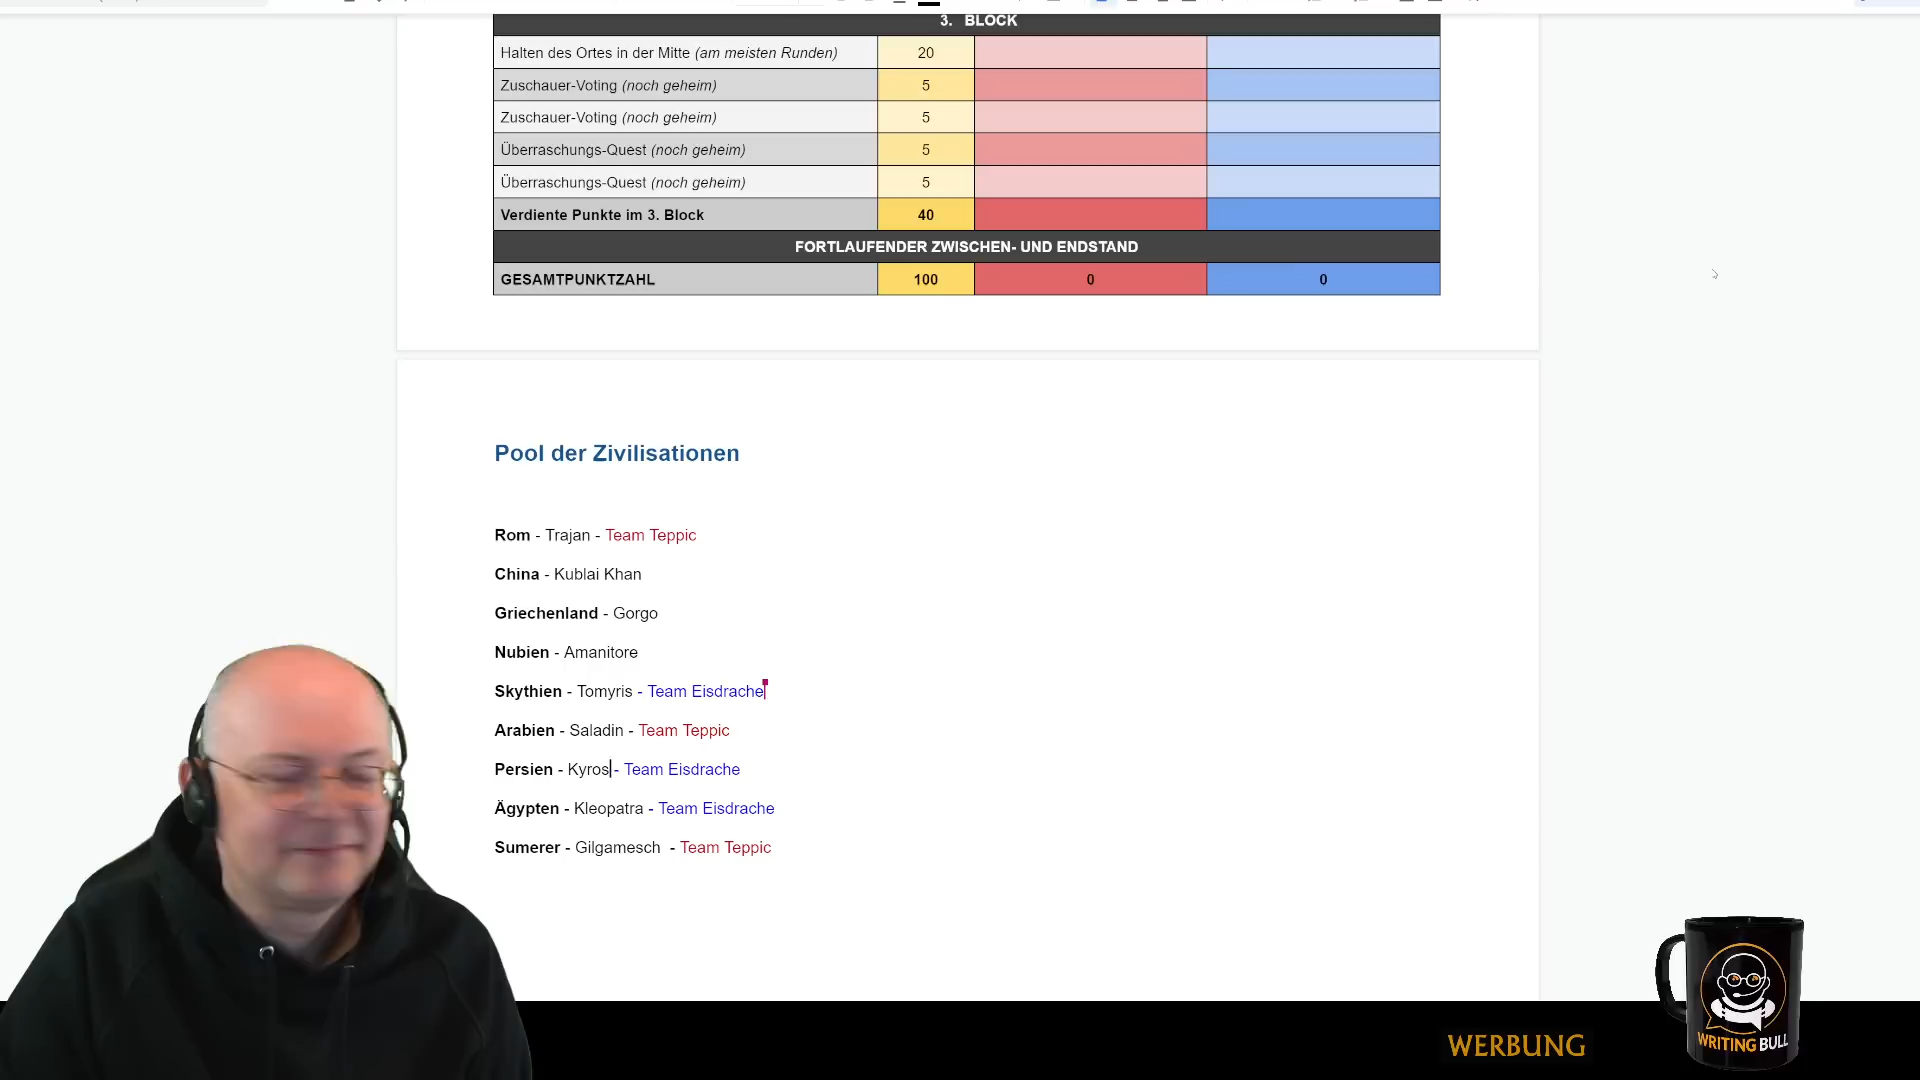 3. BLOCK
Halten des Ortes in der Mitte (am meisten Runden) 20
Zuschauer-Voting (noch geheim) 5
Zuschauer-Voting (noch geheim) 5
Überraschungs-Quest (noch geheim) 5
Überraschungs-Quest (noch geheim) 5
Verdiente Punkte im 3. Block 40
FORTLAUFENDER ZWISCHEN- UND ENDSTAND
GESAMTPUNKTZAHL 100 0 0
Pool der Zivilisationen
Rom - Trajan - Team Teppic
China - Kublai Khan
Griechenland - Gorgo
Nubien - Amanitore
Skythien - Tomyris - Team Eisdrache
Arabien - Saladin - Team Teppic
Persien - Kyros - Team Eisdrache
Ägypten - Kleopatra - Team Eisdrache
Sumerer - Gilgamesch - Team Teppic
WERBUNG
WRITING BULL